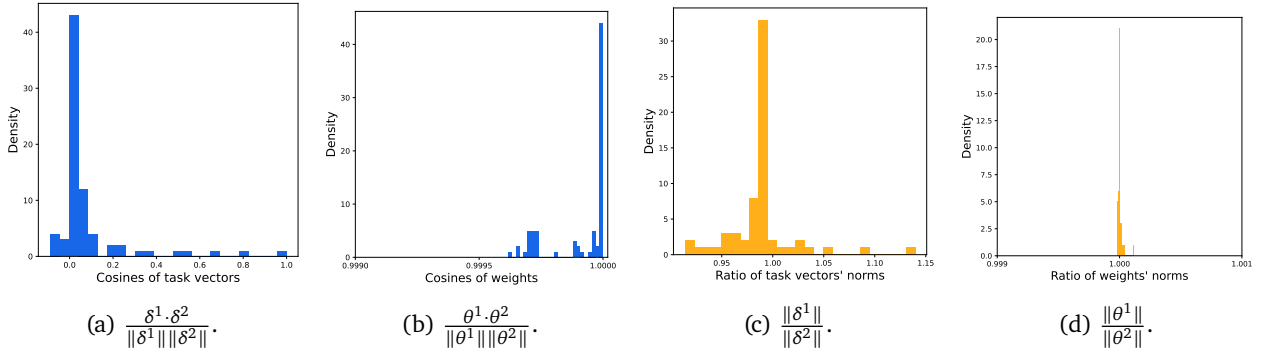 Density
40
30
20
10
0
0.0 0.2 0.4 0.6 0.8 1.0
Cosines of task vectors
(a) δ¹·δ² / ‖δ¹‖‖δ²‖.
Density
40
30
20
10
0
0.9990 0.9995 1.0000
Cosines of weights
(b) θ¹·θ² / ‖θ¹‖‖θ²‖.
Density
30
25
20
15
10
5
0
0.95 1.00 1.05 1.10 1.15
Ratio of task vectors' norms
(c) ‖δ¹‖ / ‖δ²‖.
Density
20.0
17.5
15.0
12.5
10.0
7.5
5.0
2.5
0.0
0.999 1.000 1.001
Ratio of weights' norms
(d) ‖θ¹‖ / ‖θ²‖.